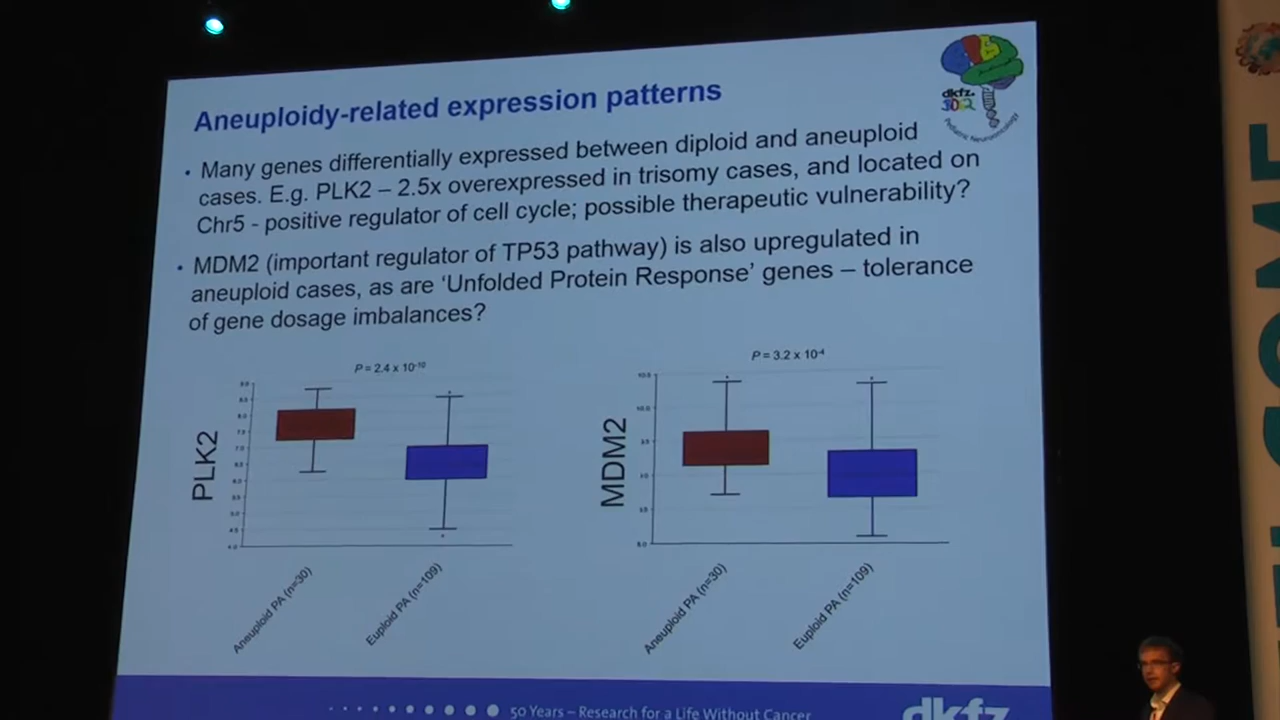 Aneuploidy-related expression patterns
dkfz.
• Many genes differentially expressed between diploid and aneuploid
cases. E.g. PLK2 – 2.5x overexpressed in trisomy cases, and located on
Chr5 - positive regulator of cell cycle; possible therapeutic vulnerability?
• MDM2 (important regulator of TP53 pathway) is also upregulated in
aneuploid cases, as are ‘Unfolded Protein Response’ genes – tolerance
of gene dosage imbalances?
P = 2.4 x 10-10
PLK2
Aneuploid PA (n=30)
Euploid PA (n=109)
P = 3.2 x 10-4
MDM2
Aneuploid PA (n=30)
Euploid PA (n=109)
50 Years – Research for a Life Without Cancer
dkfz